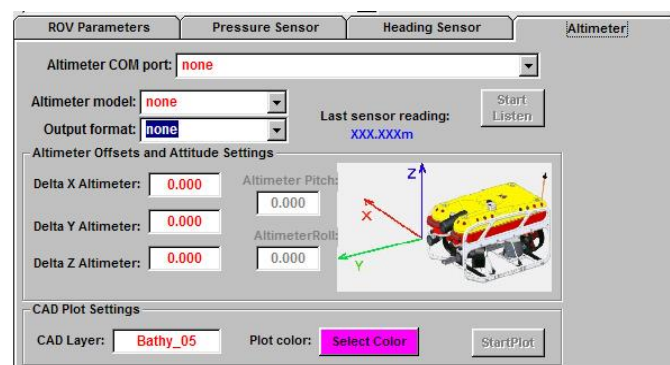 ROV Parameters Pressure Sensor Heading Sensor Altimeter
Altimeter COM port: none
Altimeter model: none
Output format: none
Last sensor reading:
XXX.XXXm
Start
Listen
Altimeter Offsets and Attitude Settings
Delta X Altimeter: 0.000
Delta Y Altimeter: 0.000
Delta Z Altimeter: 0.000
Altimeter Pitch:
0.000
AltimeterRoll:
0.000
Z
X
Y
CAD Plot Settings
CAD Layer: Bathy_05 Plot color: Select Color StartPlot